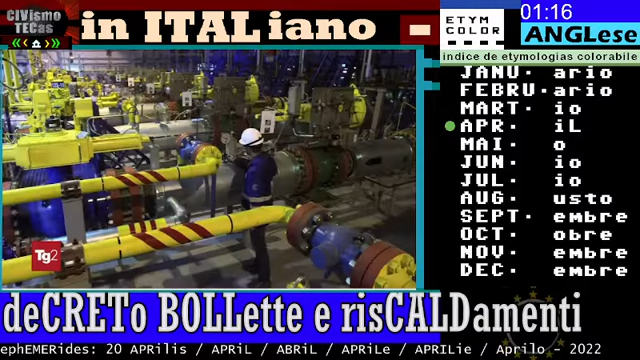 CIVismo
TECas
in ITALiano
ETYM
COLOR
01:16
ANGLese
indice de etymologias colorabile
JANU· ario
FEBRU·ario
MART· io
APR· iL
MAI· o
JUN· io
JUL· io
AUG· usto
SEPT· embre
OCT· obre
NOV· embre
DEC· embre
Tg2
deCRETo BOLLette e risCALDamenti
ephEMERides: 20 APRilis / APRiL / ABRiL / APRiLe / APRILie / Aprilo - 2022